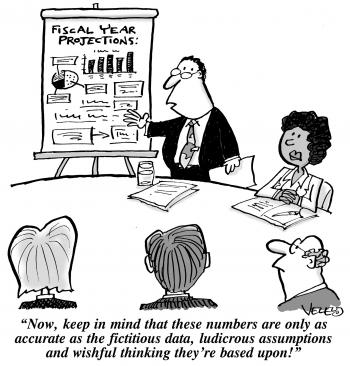 FISCAL YEAR
PROJECTIONS:
VELEZ
“Now, keep in mind that these numbers are only as
accurate as the fictitious data, ludicrous assumptions
and wishful thinking they’re based upon!”